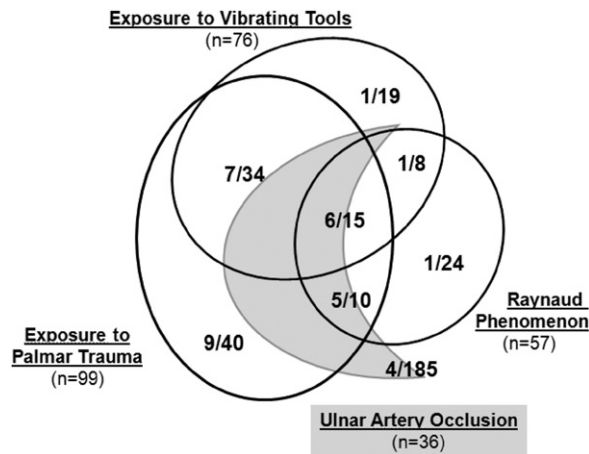 Exposure to Vibrating Tools
(n=76)
1/19
1/8
7/34
6/15
1/24
5/10
Raynaud
Phenomenon
(n=57)
Exposure to
Palmar Trauma
(n=99)
9/40
4/185
Ulnar Artery Occlusion
(n=36)